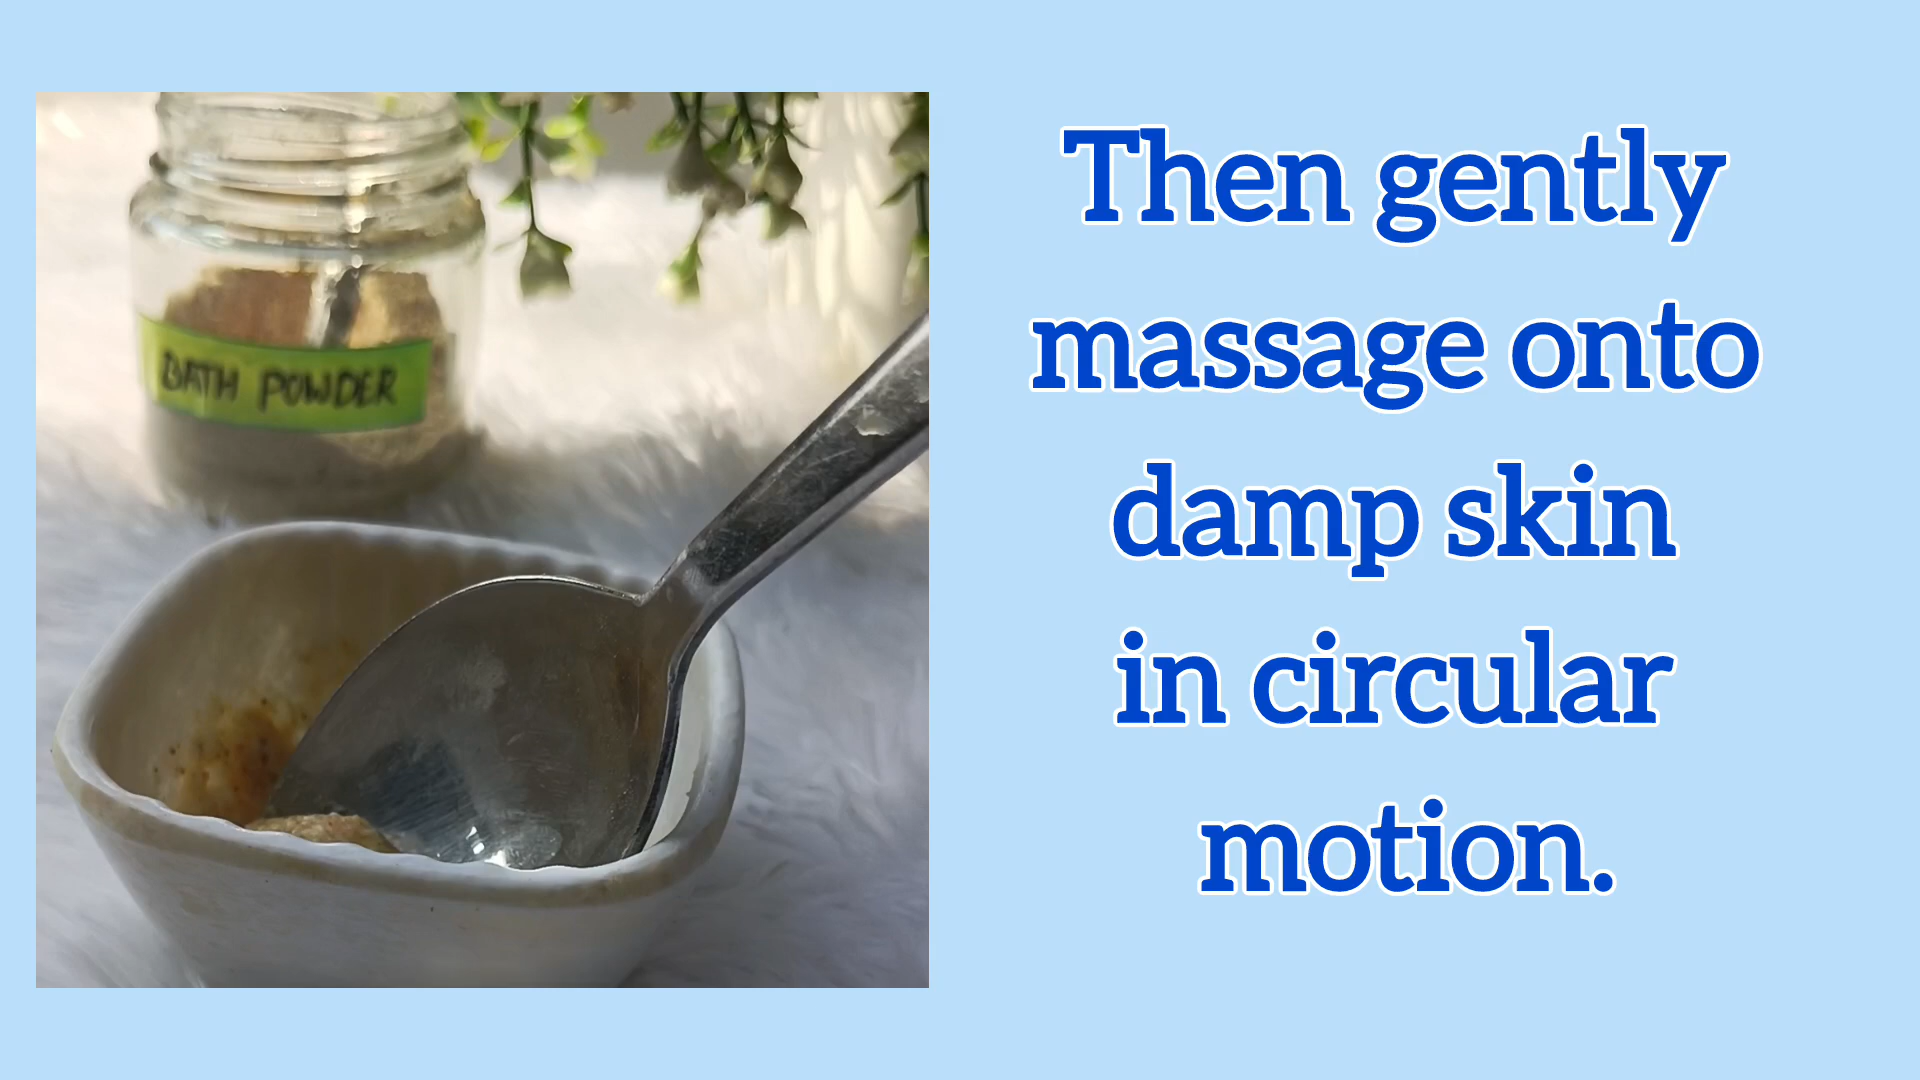 BATH POWDER
Then gently
massage onto
damp skin
in circular
motion.